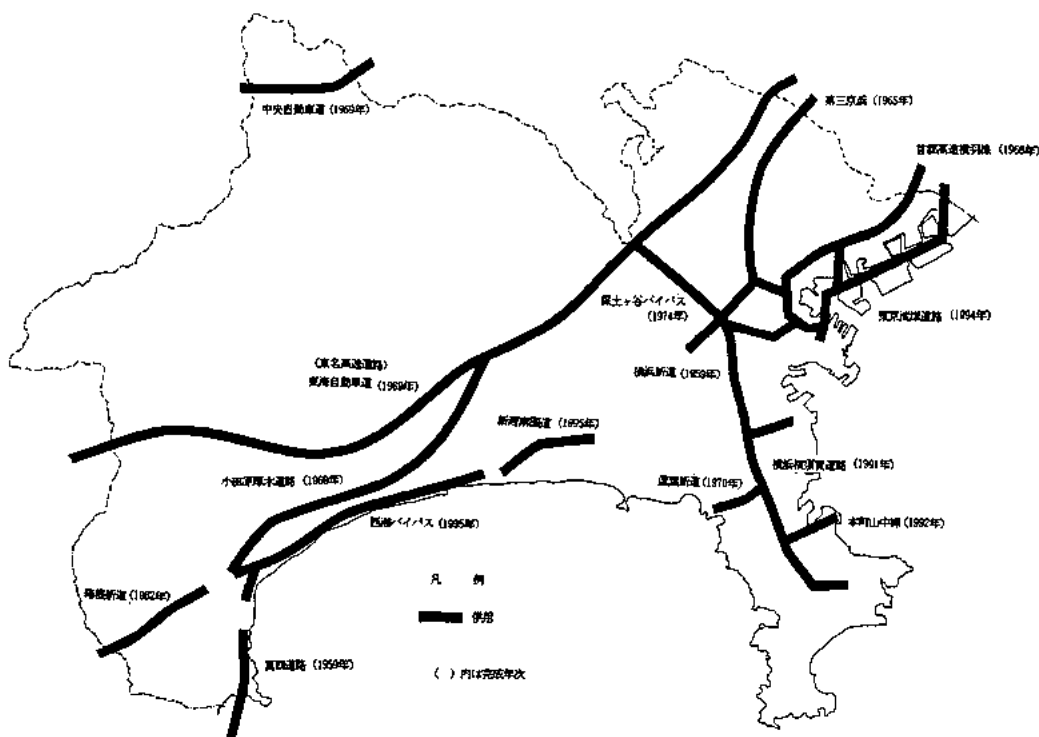 中央自動車道 (1969年)
第三京浜 (1965年)
首都高速横羽線 (1968年)
保土ヶ谷バイパス
(1974年)
東京湾岸道路 (1994年)
横浜新道 (1959年)
(東名高速道路)
東海自動車道 (1969年)
新湘南国道 (1995年)
小田原厚木道路 (1969年)
横浜横須賀道路 (1991年)
逗葉新道 (1970年)
西湘バイパス (1995年)
本町山中線 (1992年)
箱根新道 (1962年)
凡 例
供用
真鶴道路 (1959年)
( ) 内は完成年次